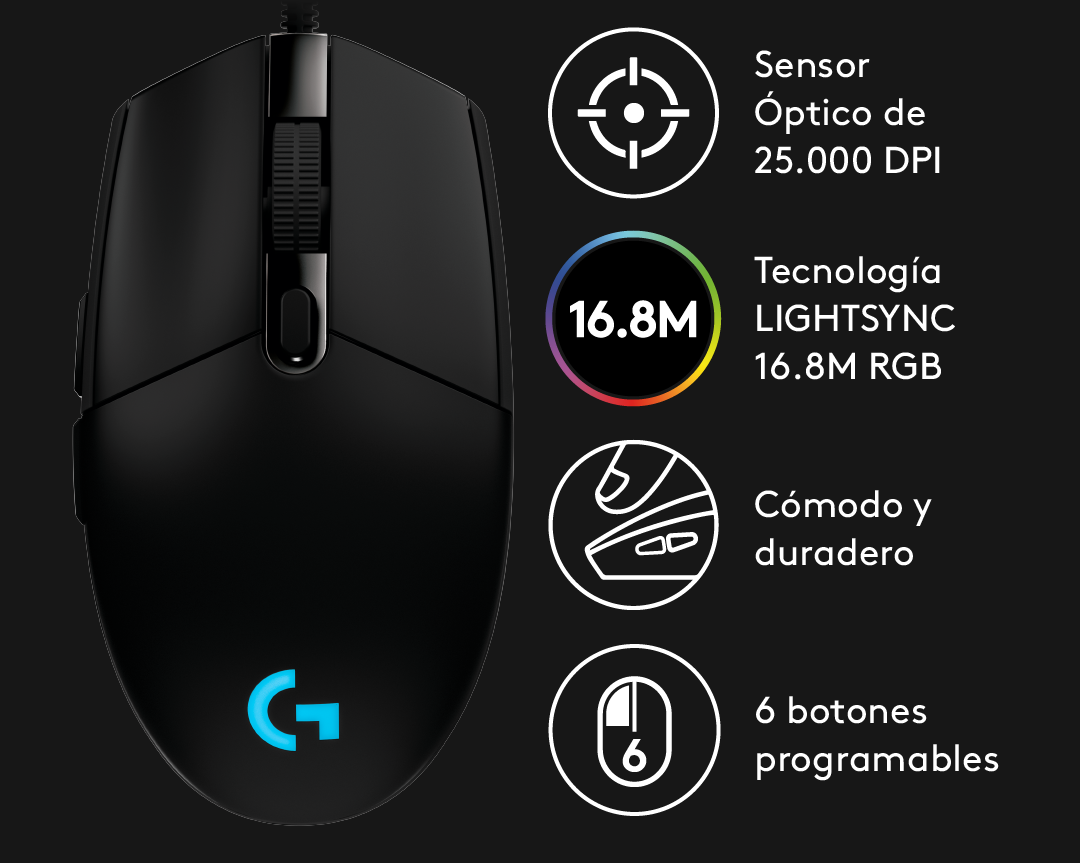 Sensor
Óptico de
25.000 DPI
16.8M
Tecnología
LIGHTSYNC
16.8M RGB
Cómodo y
duradero
6
6 botones
programables
G